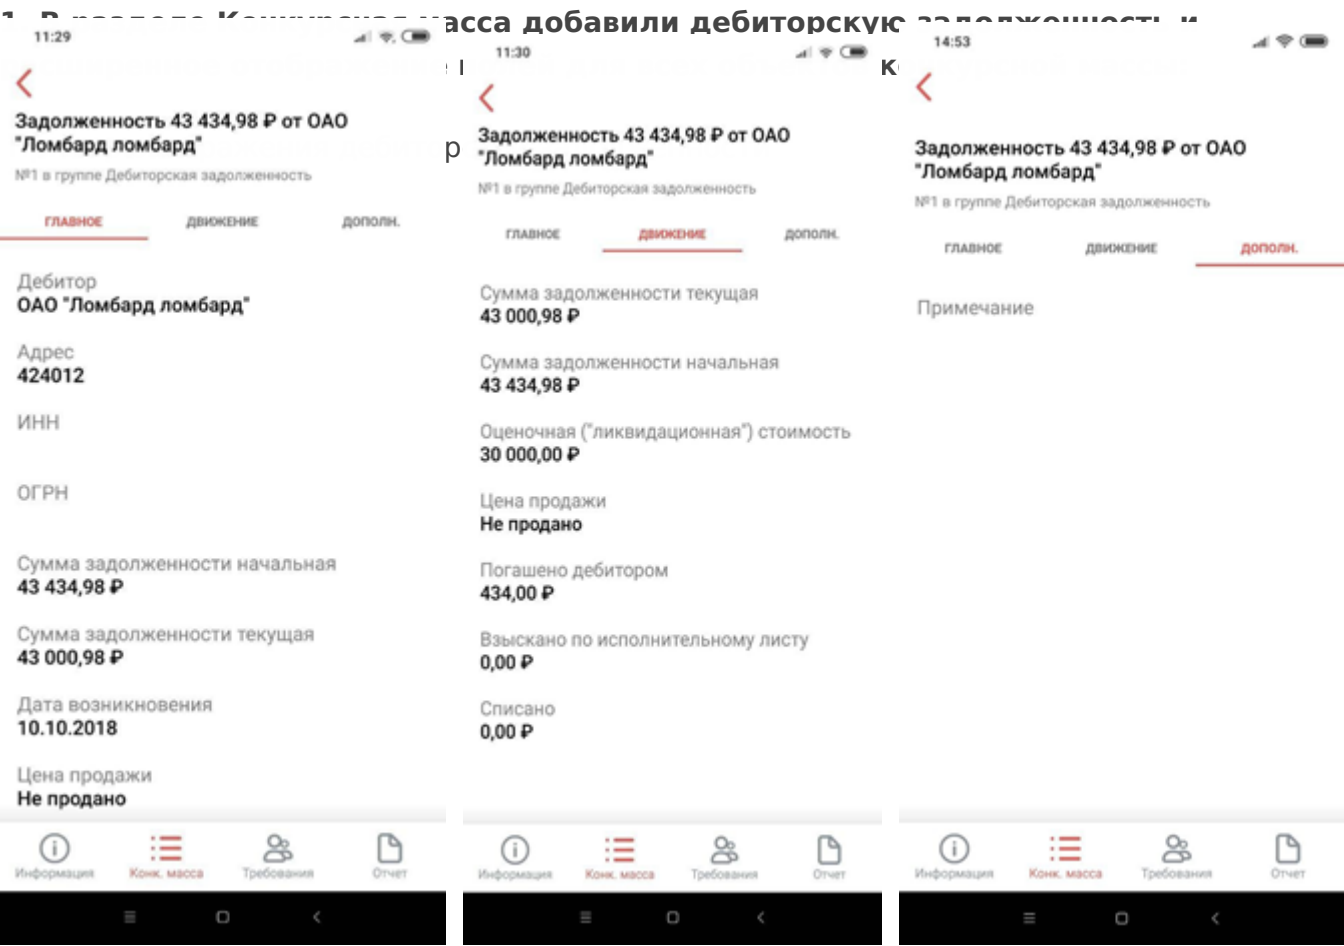 1. В разделе Конкурсная масса добавили дебиторскую задолженность и
11:29
Задолженность 43 434,98 ₽ от ОАО
"Ломбард ломбард"
№1 в группе Дебиторская задолженность
ГЛАВНОЕ ДВИЖЕНИЕ ДОПОЛН.
Дебитор
ОАО "Ломбард ломбард"
Адрес
424012
ИНН
ОГРН
Сумма задолженности начальная
43 434,98 ₽
Сумма задолженности текущая
43 000,98 ₽
Дата возникновения
10.10.2018
Цена продажи
Не продано
Информация Конк. масса Требования Отчет
11:30
Задолженность 43 434,98 ₽ от ОАО
"Ломбард ломбард"
№1 в группе Дебиторская задолженность
ГЛАВНОЕ ДВИЖЕНИЕ ДОПОЛН.
Сумма задолженности текущая
43 000,98 ₽
Сумма задолженности начальная
43 434,98 ₽
Оценочная ("ликвидационная") стоимость
30 000,00 ₽
Цена продажи
Не продано
Погашено дебитором
434,00 ₽
Взыскано по исполнительному листу
0,00 ₽
Списано
0,00 ₽
Информация Конк. масса Требования Отчет
14:53
Задолженность 43 434,98 ₽ от ОАО
"Ломбард ломбард"
№1 в группе Дебиторская задолженность
ГЛАВНОЕ ДВИЖЕНИЕ ДОПОЛН.
Примечание
Информация Конк. масса Требования Отчет